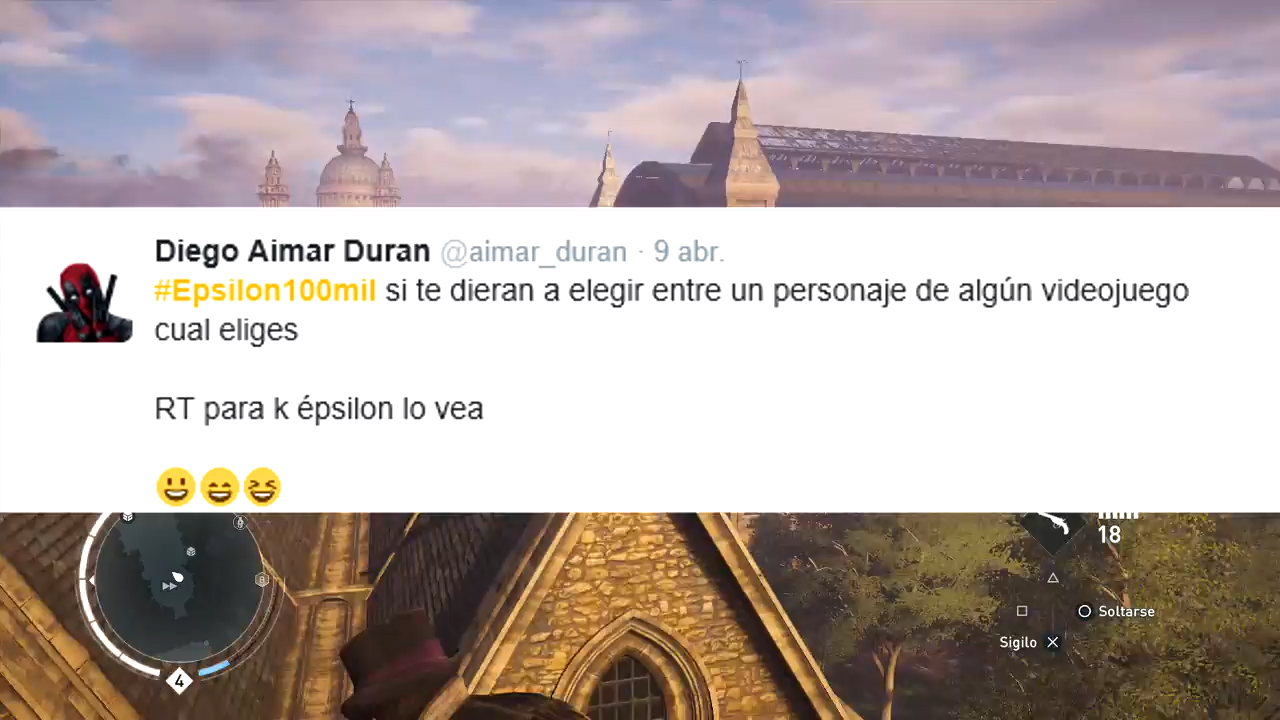 Diego Aimar Duran @aimar_duran · 9 abr.
#Epsilon100mil si te dieran a elegir entre un personaje de algún videojuego
cual eliges
RT para k épsilon lo vea
18
Soltarse
Sigilo
4